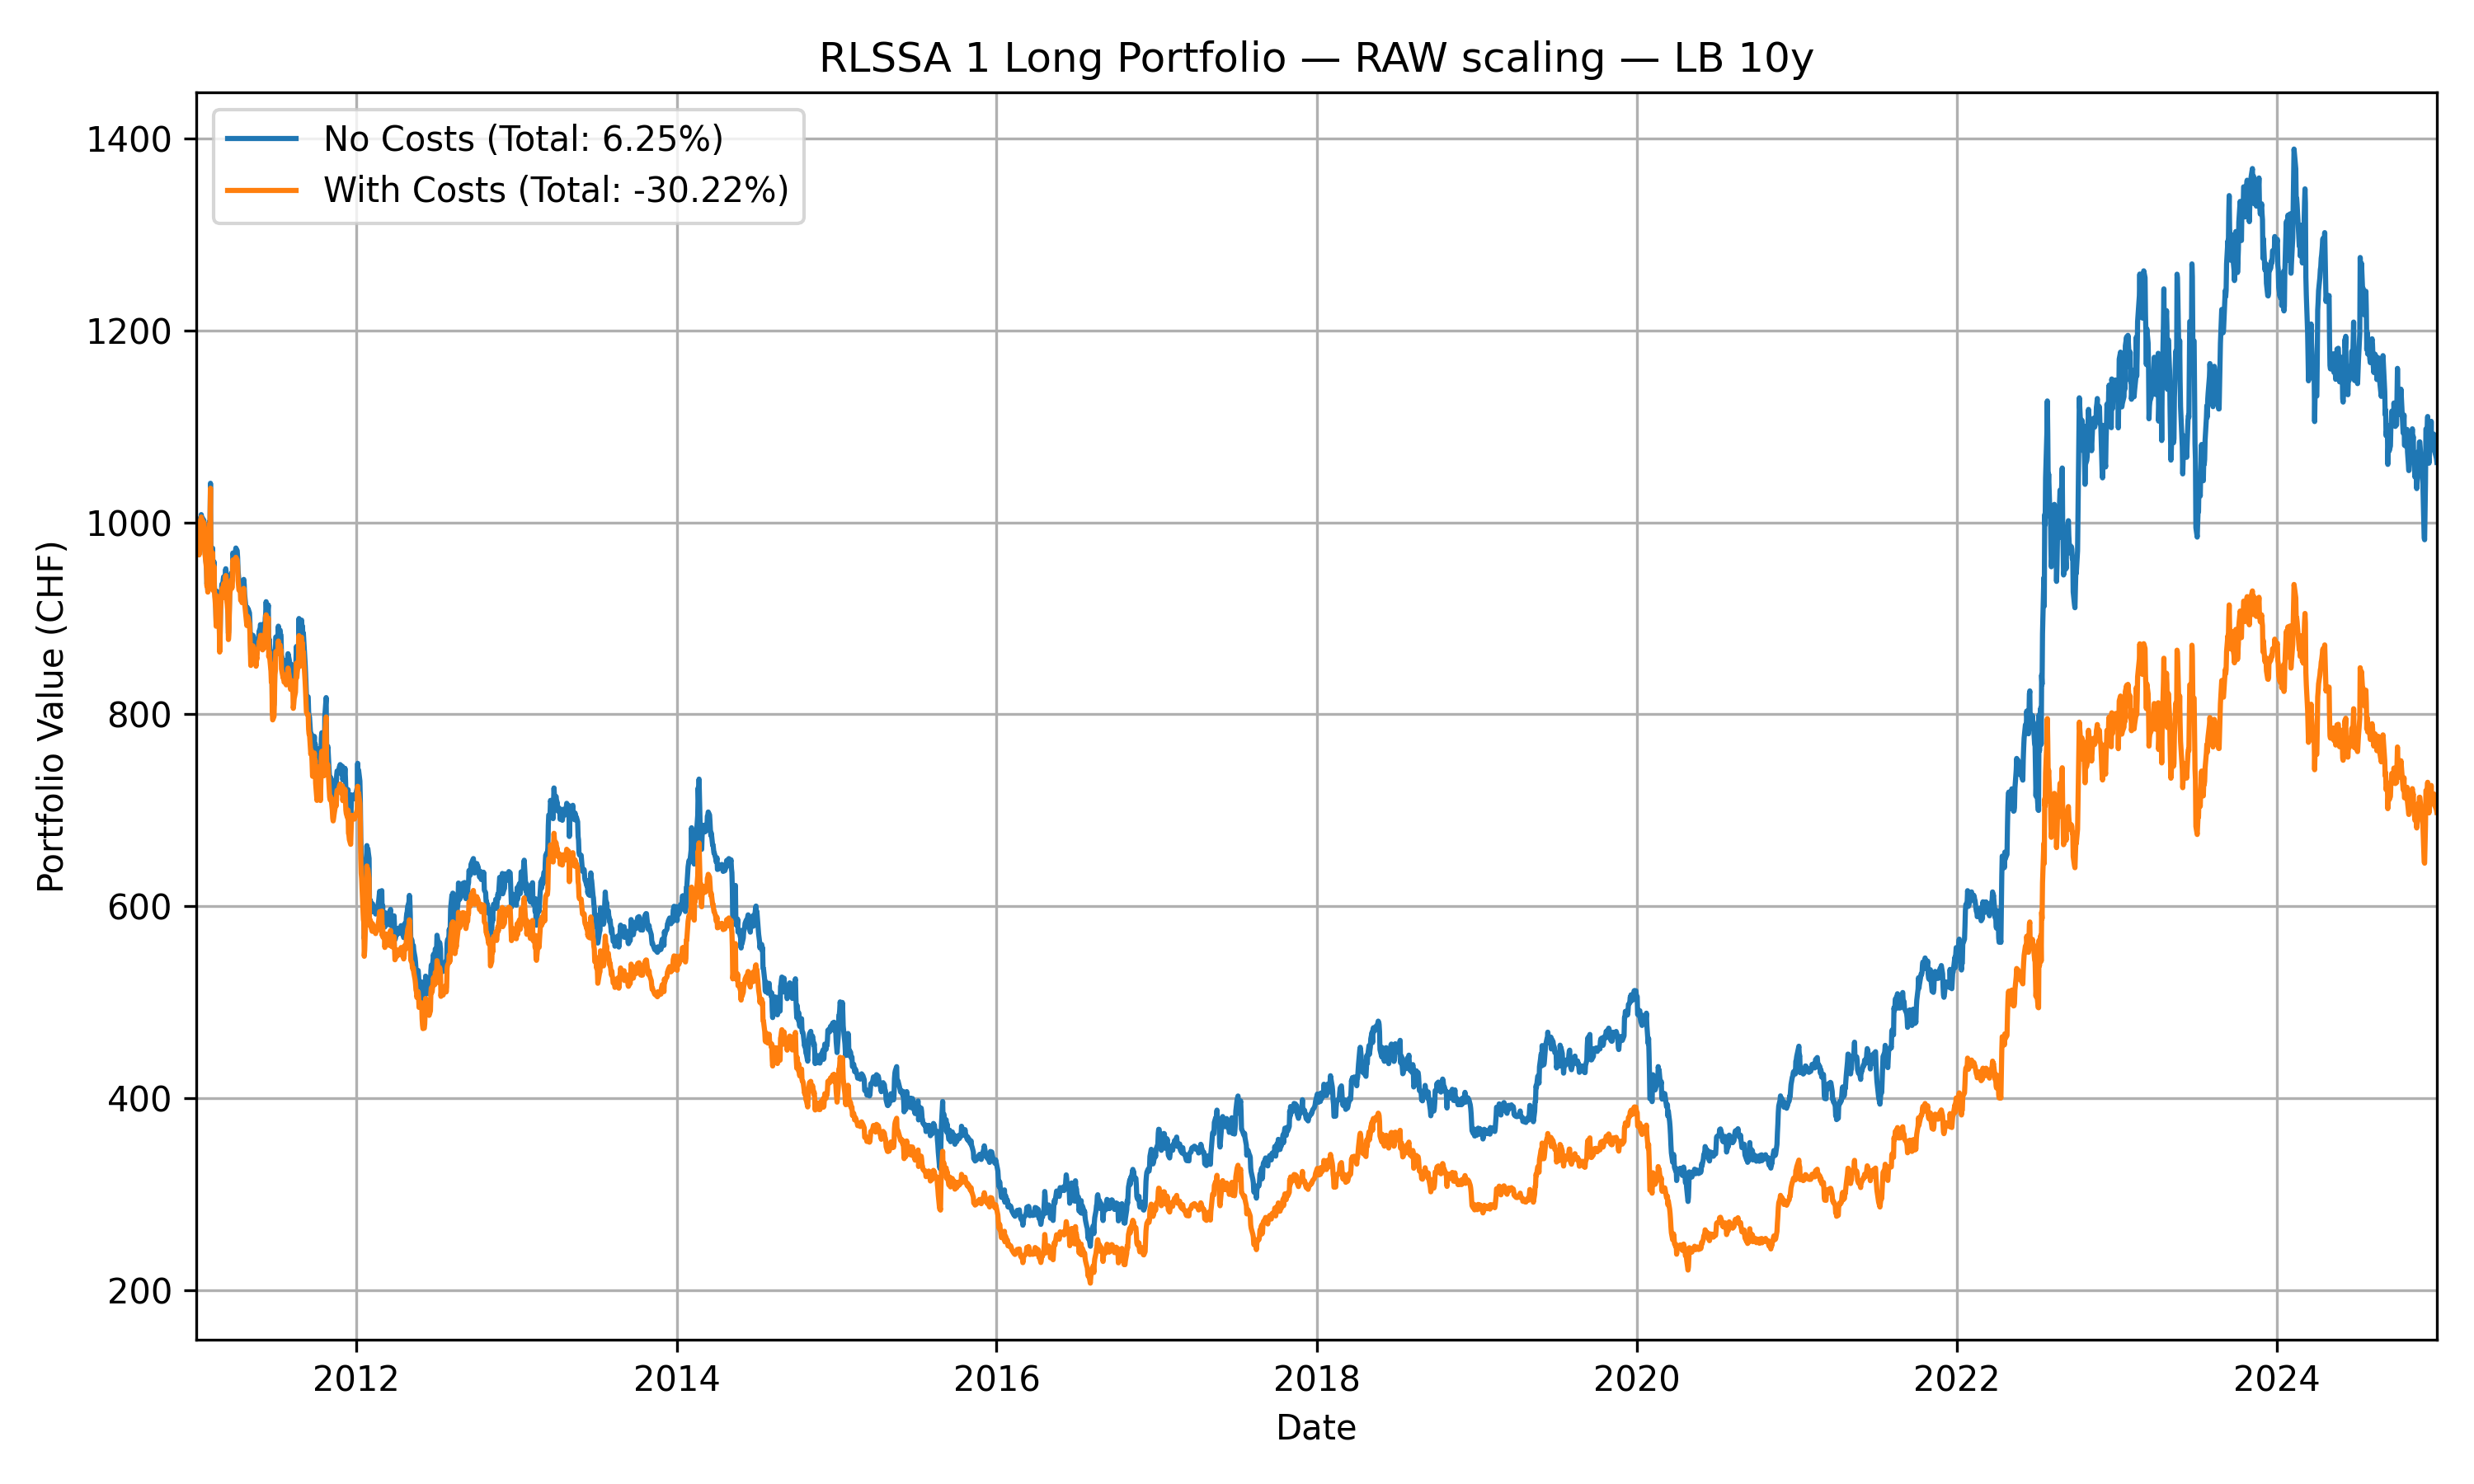 RLSSA 1 Long Portfolio — RAW scaling — LB 10y
No Costs (Total: 6.25%)
With Costs (Total: -30.22%)
Portfolio Value (CHF)
1400
1200
1000
800
600
400
200
2012
2014
2016
2018
2020
2022
2024
Date